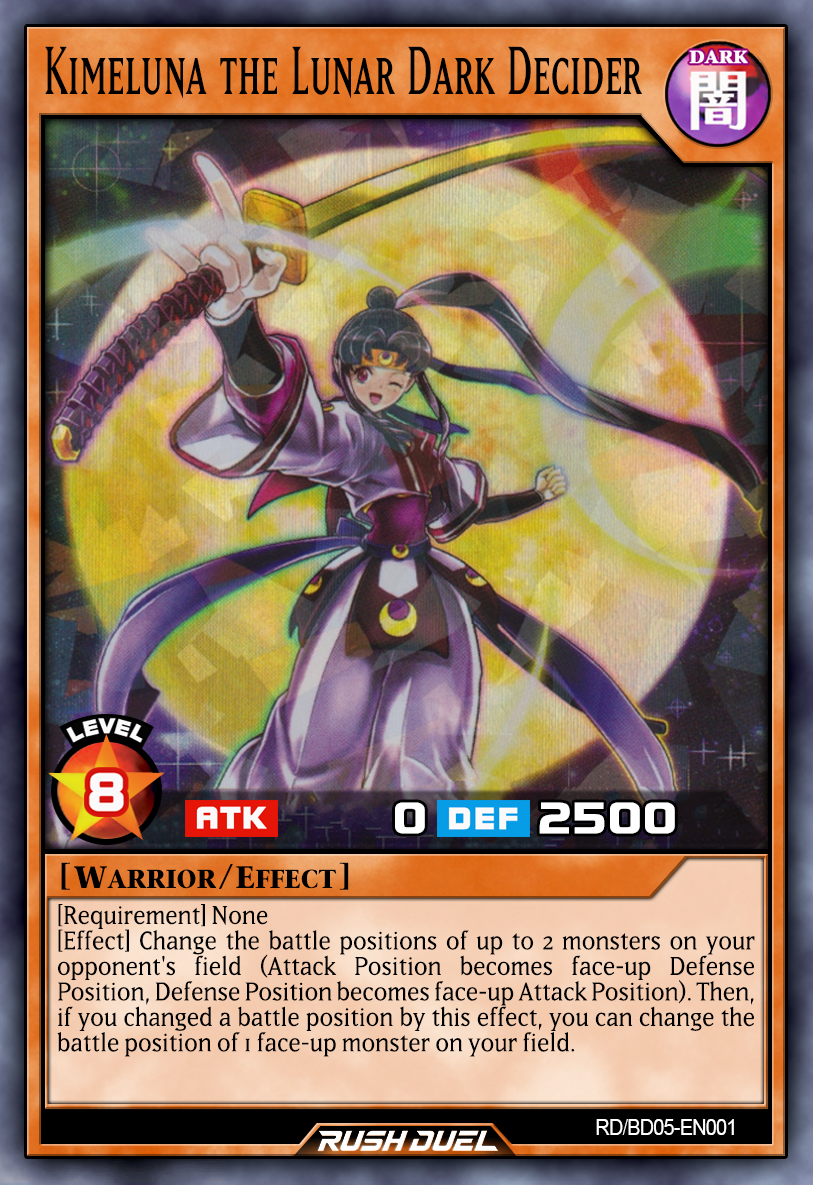 Kimeluna the Lunar Dark Decider
DARK
闇
LEVEL
8
ATK 0 DEF 2500
[Warrior/Effect]
[Requirement] None
[Effect] Change the battle positions of up to 2 monsters on your
opponent's field (Attack Position becomes face-up Defense
Position, Defense Position becomes face-up Attack Position). Then,
if you changed a battle position by this effect, you can change the
battle position of 1 face-up monster on your field.
RD/BD05-EN001
RUSH DUEL